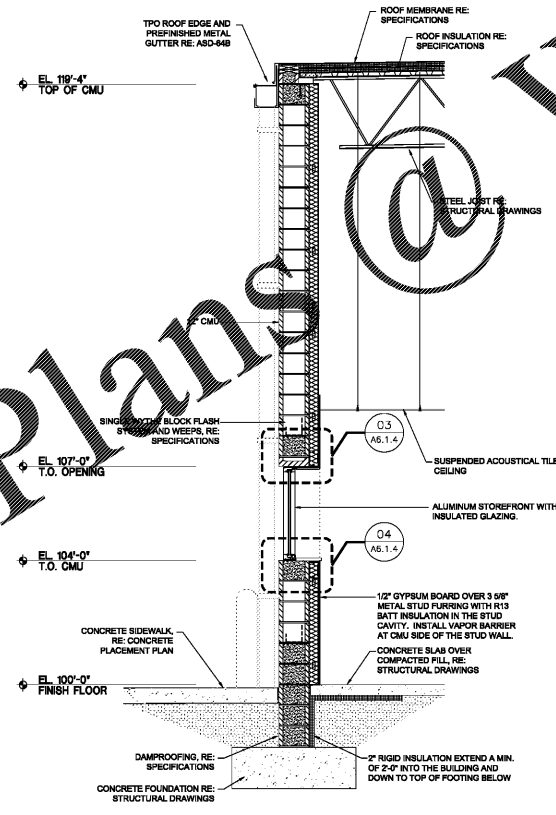 ROOF MEMBRANE RE:
SPECIFICATIONS
TPO ROOF EDGE AND
PREFINISHED METAL
GUTTER RE: ASD-64B
ROOF INSULATION RE:
SPECIFICATIONS
EL. 119'-4"
TOP OF CMU
STEEL JOIST RE:
STRUCTURAL DRAWINGS
Plans @
12" CMU
SINGLE WYTHE BLOCK FLASH
SYSTEM AND WEEPS, RE:
SPECIFICATIONS
03
A6.1.4
EL. 107'-0"
T.O. OPENING
SUSPENDED ACOUSTICAL TILE
CEILING
ALUMINUM STOREFRONT WITH
INSULATED GLAZING.
04
A6.1.4
EL. 104'-0"
T.O. CMU
1/2" GYPSUM BOARD OVER 3 5/8"
METAL STUD FURRING WITH R13
BATT INSULATION IN THE STUD
CAVITY. INSTALL VAPOR BARRIER
AT CMU SIDE OF THE STUD WALL.
CONCRETE SIDEWALK,
RE: CONCRETE
PLACEMENT PLAN
CONCRETE SLAB OVER
COMPACTED FILL, RE:
STRUCTURAL DRAWINGS
EL. 100'-0"
FINISH FLOOR
DAMPROOFING, RE:
SPECIFICATIONS
2" RIGID INSULATION EXTEND A MIN.
OF 2'-0" INTO THE BUILDING AND
DOWN TO TOP OF FOOTING BELOW
CONCRETE FOUNDATION RE:
STRUCTURAL DRAWINGS